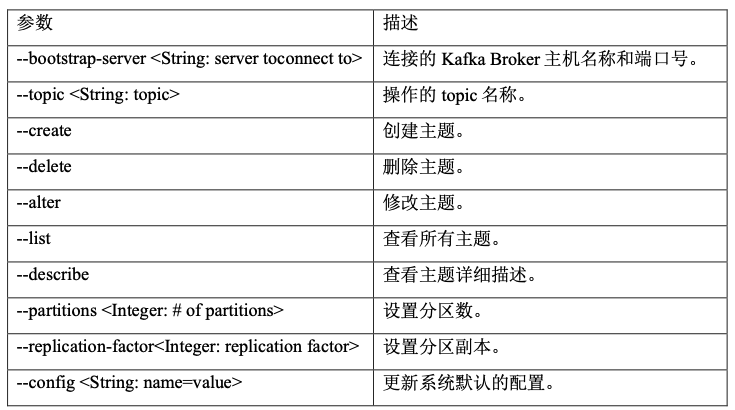 参数 描述
--bootstrap-server <String: server toconnect to> 连接的 Kafka Broker 主机名称和端口号。
--topic <String: topic> 操作的 topic 名称。
--create 创建主题。
--delete 删除主题。
--alter 修改主题。
--list 查看所有主题。
--describe 查看主题详细描述。
--partitions <Integer: # of partitions> 设置分区数。
--replication-factor<Integer: replication factor> 设置分区副本。
--config <String: name=value> 更新系统默认的配置。